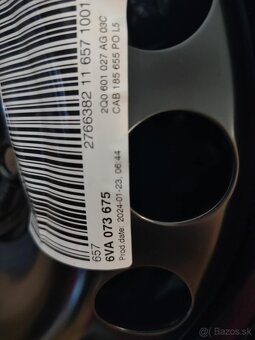 2766382 11 657 1001
2Q0 601 027 AG 03C
CAB 185 655 PO L5
657
6VA 073 675
Prod date: 2024-01-23, 06:44
Bazos.sk